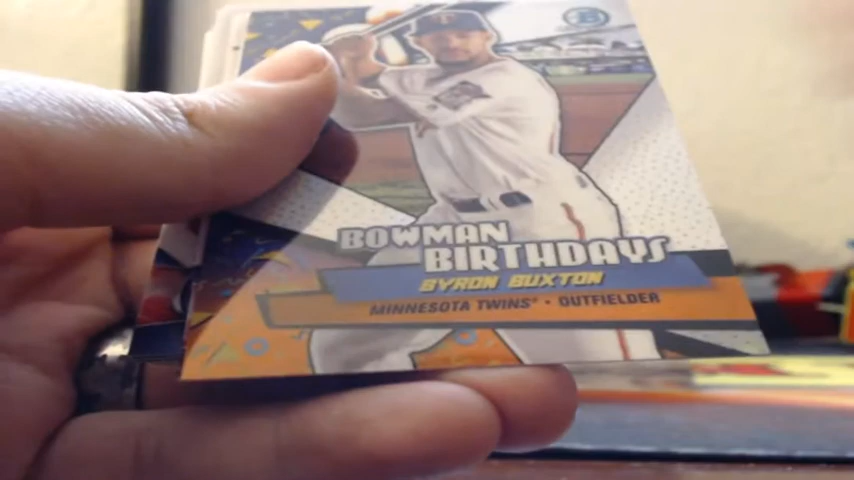 BOWMAN
BIRTHDAYS
BYRON BUXTON
MINNESOTA TWINS® • OUTFIELDER